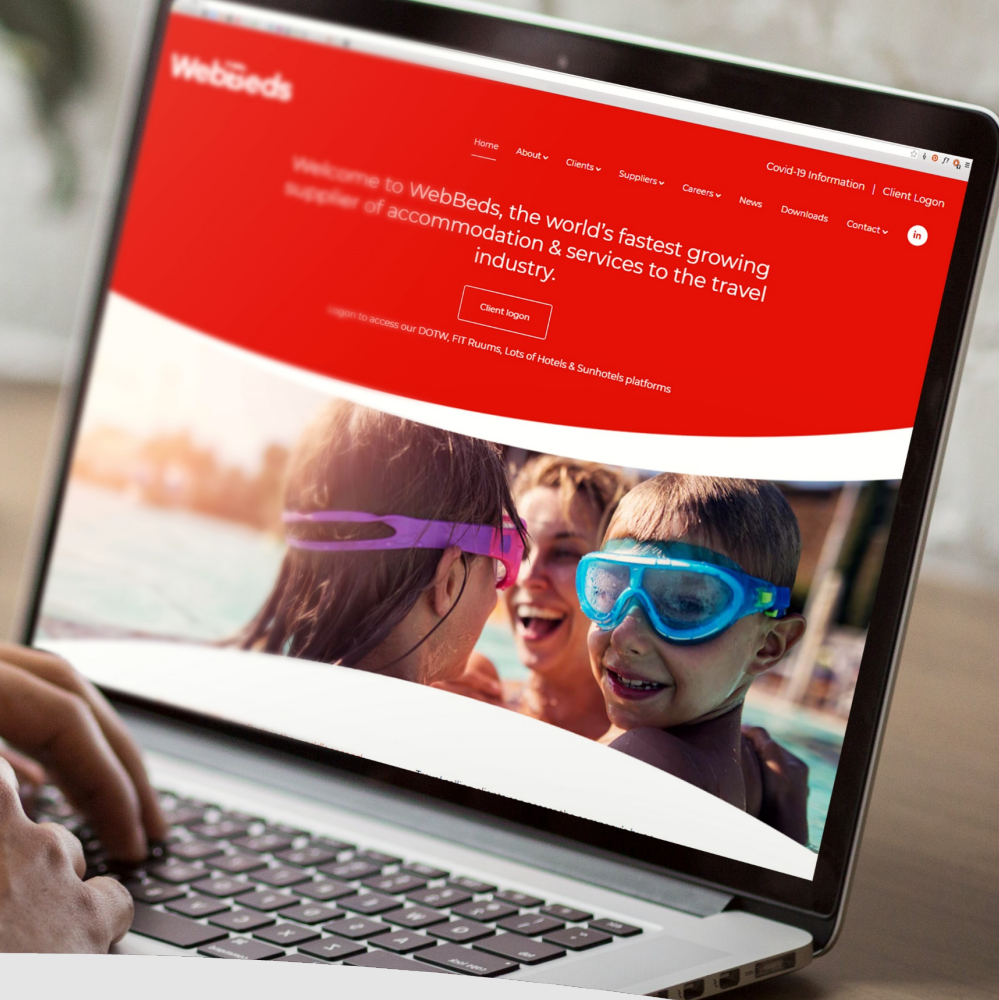 WebBeds
Covid-19 Information | Client Logon
Home About Clients Suppliers Careers News Downloads Contact in
Welcome to WebBeds, the world's fastest growing
supplier of accommodation & services to the travel
industry.
Client logon
Logon to access our DOTW, FIT Ruums, Lots of Hotels & Sunhotels platforms